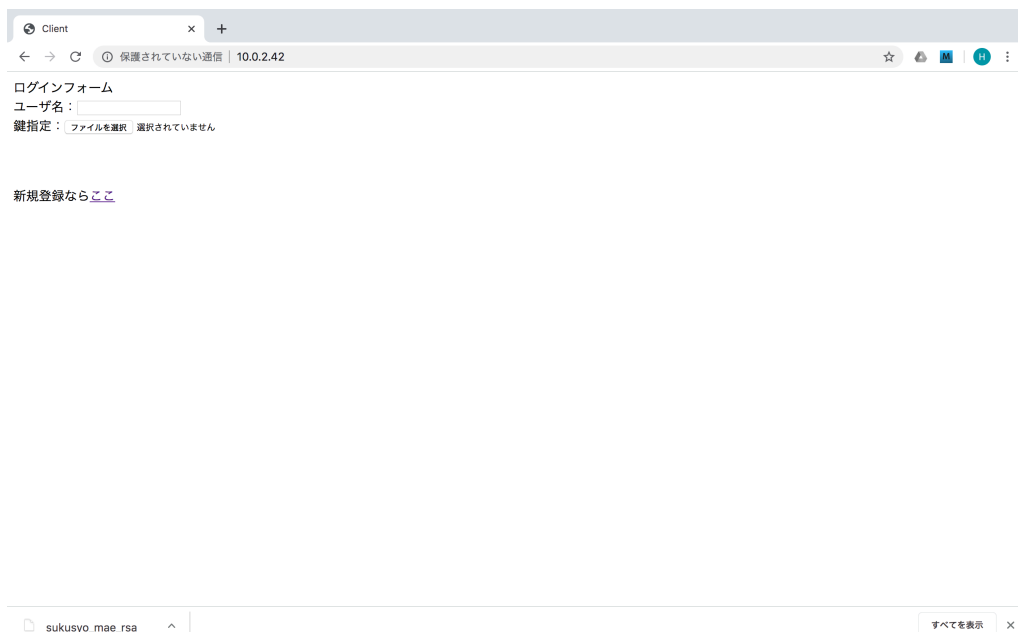 Client
保護されていない通信 10.0.2.42
M
H
ログインフォーム
ユーザ名：
鍵指定： ファイルを選択 選択されていません
新規登録ならここ
sukusyo_mae_rsa
すべてを表示